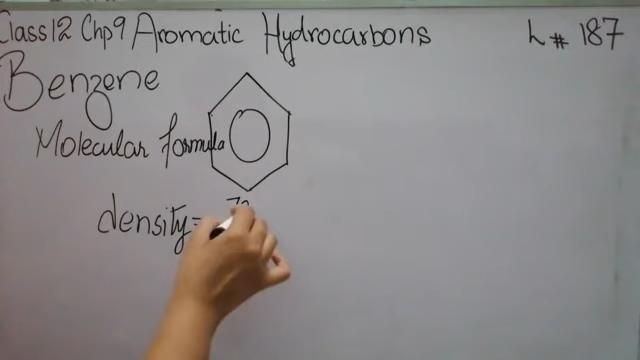 Class12 Chp9 Aromatic Hydrocarbons L # 187
Benzene
Molecular formula
density=